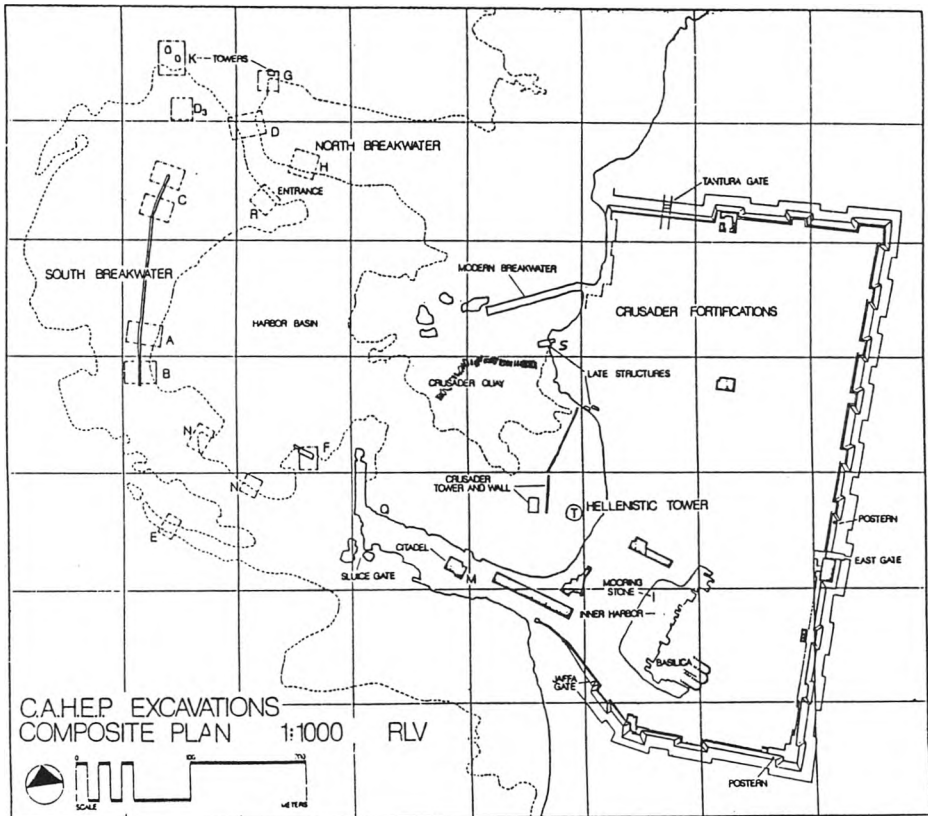 K
TOWERS
G
D3
D
NORTH BREAKWATER
H
TANTURA GATE
ENTRANCE
R
C
MODERN BREAKWATER
SOUTH BREAKWATER
CRUSADER FORTIFICATIONS
HARBOR BASIN
A
S
LATE STRUCTURES
B
CRUSADER QUAY
N
F
CRUSADER
TOWER AND WALL
N
Q
T
HELLENISTIC TOWER
POSTERN
E
CITADEL
SLUICE GATE
M
EAST GATE
MOORING
STONE
INNER HARBOR
BASILICA
JAFFA
GATE
C.A.H.E.P. EXCAVATIONS
COMPOSITE PLAN 1:1000 RLV
POSTERN
0
SCALE
METERS